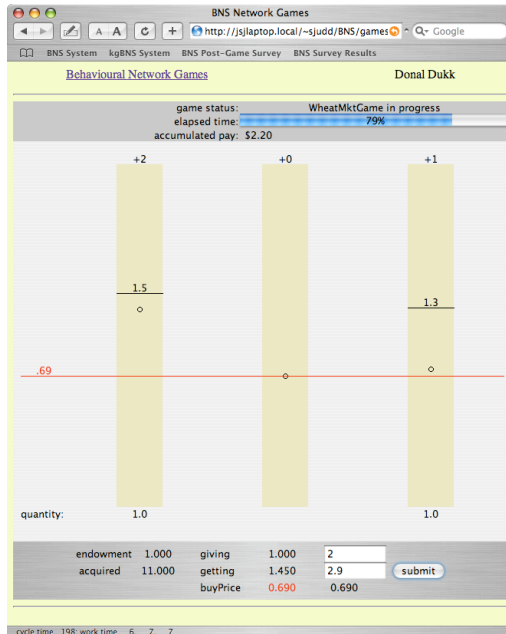 BNS Network Games
A A C + http://jsjlaptop.local/~sjudd/BNS/games Q Google
BNS System kgBNS System BNS Post-Game Survey BNS Survey Results
Behavioural Network Games Donal Dukk
game status: WheatMktGame in progress
elapsed time: 79%
accumulated pay: $2.20
+2 +0 +1
1.5
1.3
.69
quantity: 1.0 1.0
endowment 1.000 giving 1.000 2
acquired 11.000 getting 1.450 2.9 submit
buyPrice 0.690 0.690
cycle time 198: work time 6 7 7